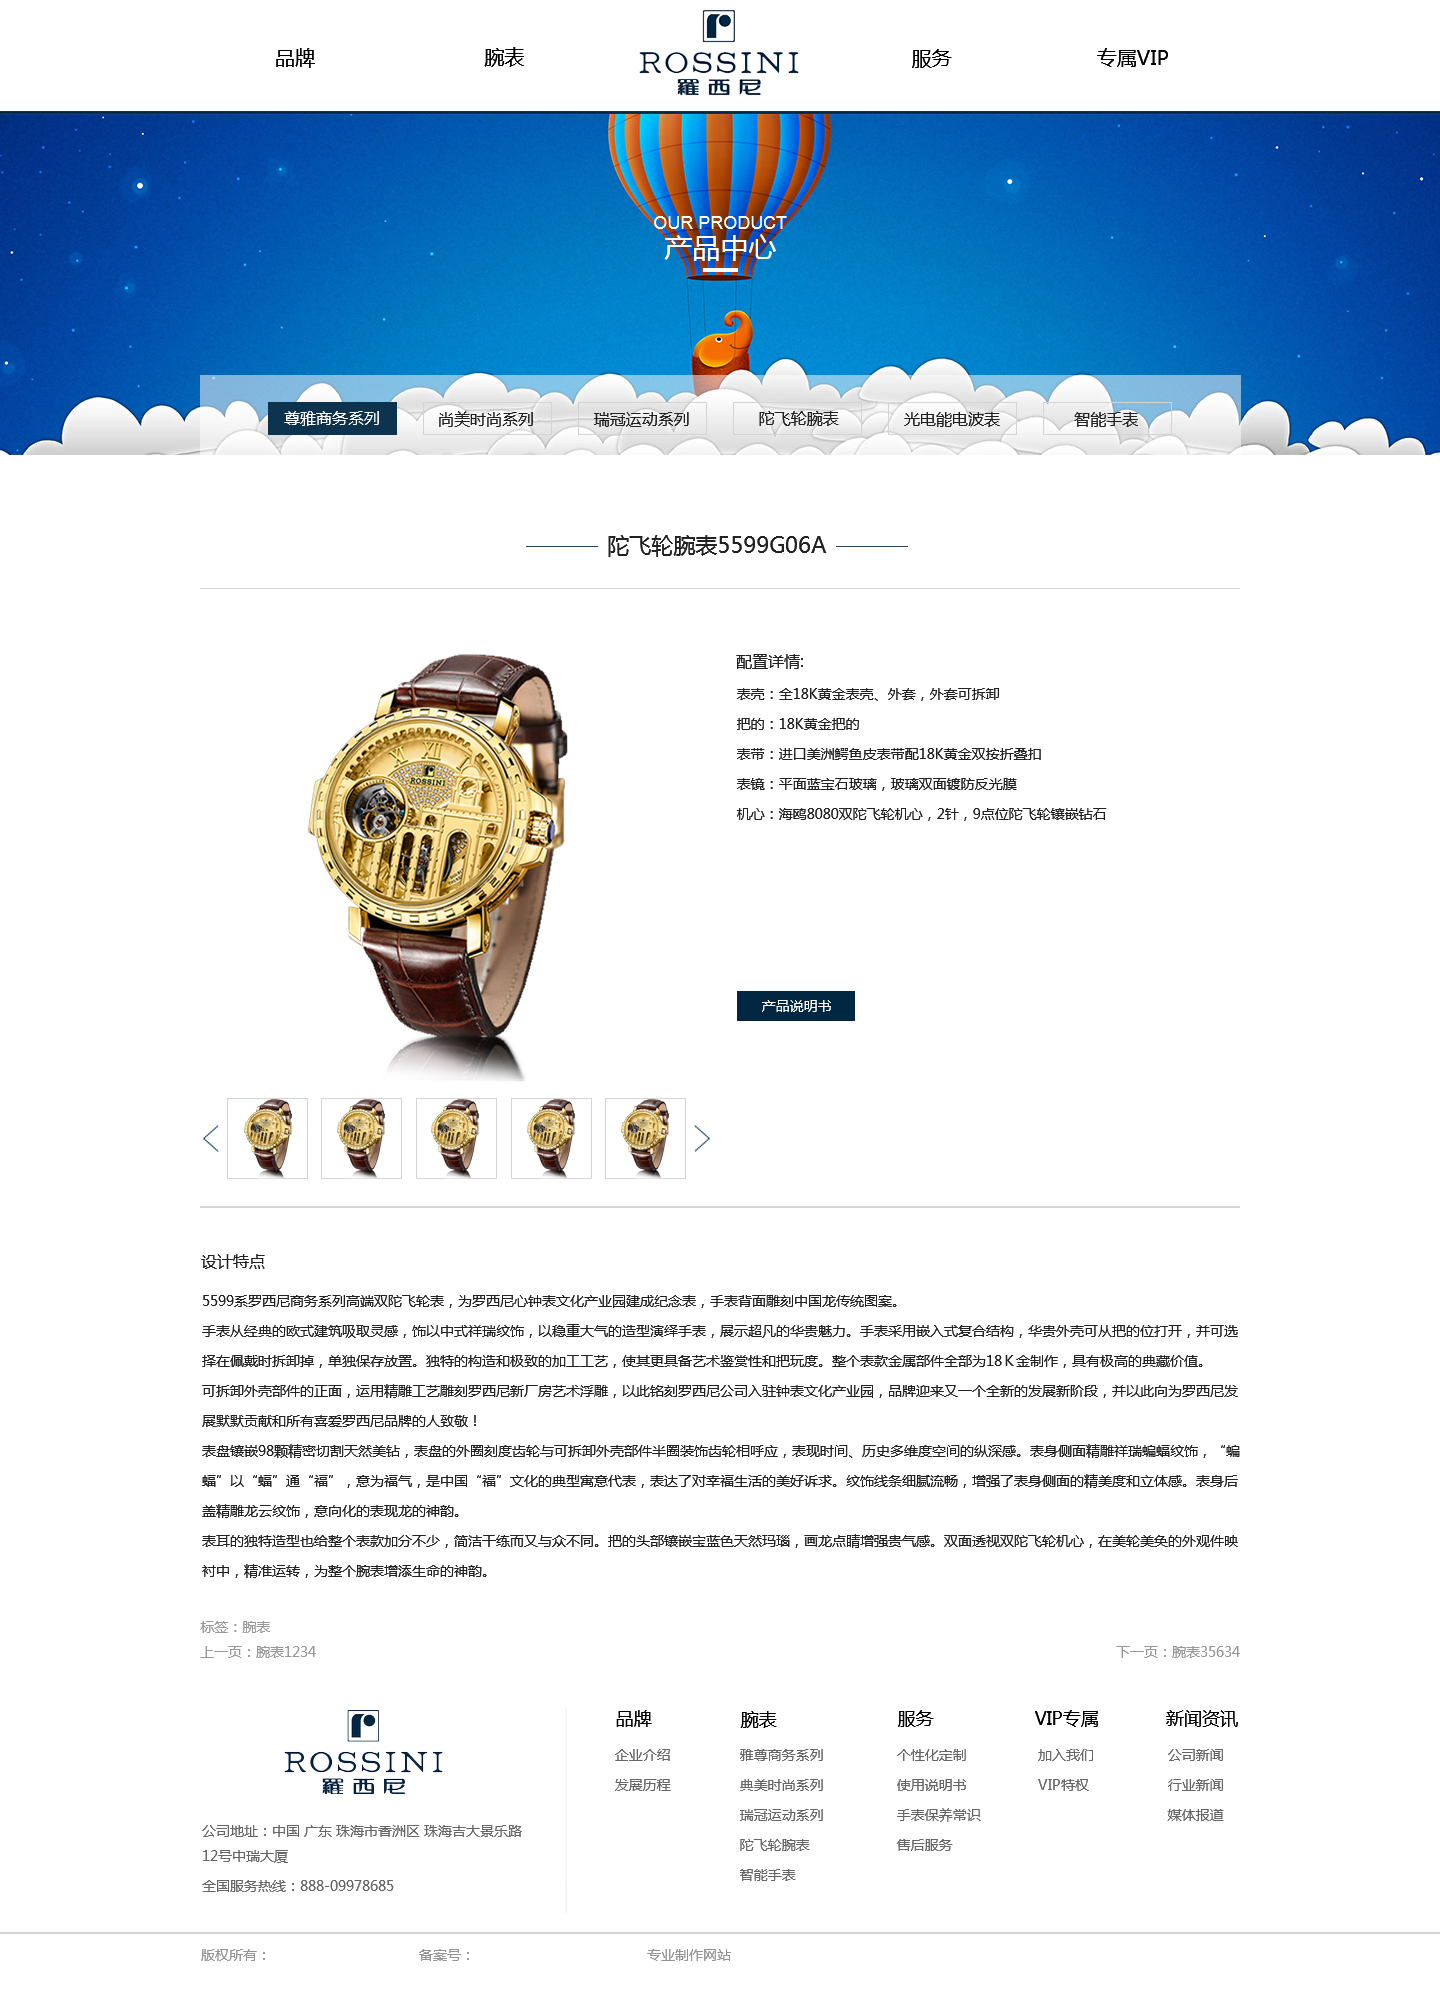 品牌
腕表
ROSSINI
羅西尼
服务
专属VIP
OUR PRODUCT
产品中心
尊雅商务系列
尚美时尚系列
瑞冠运动系列
陀飞轮腕表
光电能电波表
智能手表
陀飞轮腕表5599G06A
XII
ROSSINI
配置详情:
表壳：全18K黄金表壳、外套，外套可拆卸
把的：18K黄金把的
表带：进口美洲鳄鱼皮表带配18K黄金双按折叠扣
表镜：平面蓝宝石玻璃，玻璃双面镀防反光膜
机心：海鸥8080双陀飞轮机心，2针，9点位陀飞轮镶嵌钻石
产品说明书
设计特点
5599系罗西尼商务系列高端双陀飞轮表，为罗西尼心钟表文化产业园建成纪念表，手表背面雕刻中国龙传统图案。
手表从经典的欧式建筑吸取灵感，饰以中式祥瑞纹饰，以稳重大气的造型演绎手表，展示超凡的华贵魅力。手表采用嵌入式复合结构，华贵外壳可从把的位打开，并可选
择在佩戴时拆卸掉，单独保存放置。独特的构造和极致的加工工艺，使其更具备艺术鉴赏性和把玩度。整个表款金属部件全部为18Ｋ金制作，具有极高的典藏价值。
可拆卸外壳部件的正面，运用精雕工艺雕刻罗西尼新厂房艺术浮雕，以此铭刻罗西尼公司入驻钟表文化产业园，品牌迎来又一个全新的发展新阶段，并以此向为罗西尼发
展默默贡献和所有喜爱罗西尼品牌的人致敬！
表盘镶嵌98颗精密切割天然美钻，表盘的外圈刻度齿轮与可拆卸外壳部件半圈装饰齿轮相呼应，表现时间、历史多维度空间的纵深感。表身侧面精雕祥瑞蝙蝠纹饰，“蝙
蝠”以“蝠”通“福”，意为福气，是中国“福”文化的典型寓意代表，表达了对幸福生活的美好诉求。纹饰线条细腻流畅，增强了表身侧面的精美度和立体感。表身后
盖精雕龙云纹饰，意向化的表现龙的神韵。
表耳的独特造型也给整个表款加分不少，简洁干练而又与众不同。把的头部镶嵌宝蓝色天然玛瑙，画龙点睛增强贵气感。双面透视双陀飞轮机心，在美轮美奂的外观件映
衬中，精准运转，为整个腕表增添生命的神韵。
标签：腕表
上一页：腕表1234
下一页：腕表35634
ROSSINI
羅西尼
公司地址：中国 广东 珠海市香洲区 珠海吉大景乐路
12号中瑞大厦
全国服务热线：888-09978685
品牌
企业介绍
发展历程
腕表
雅尊商务系列
典美时尚系列
瑞冠运动系列
陀飞轮腕表
智能手表
服务
个性化定制
使用说明书
手表保养常识
售后服务
VIP专属
加入我们
VIP特权
新闻资讯
公司新闻
行业新闻
媒体报道
版权所有：
备案号：
专业制作网站